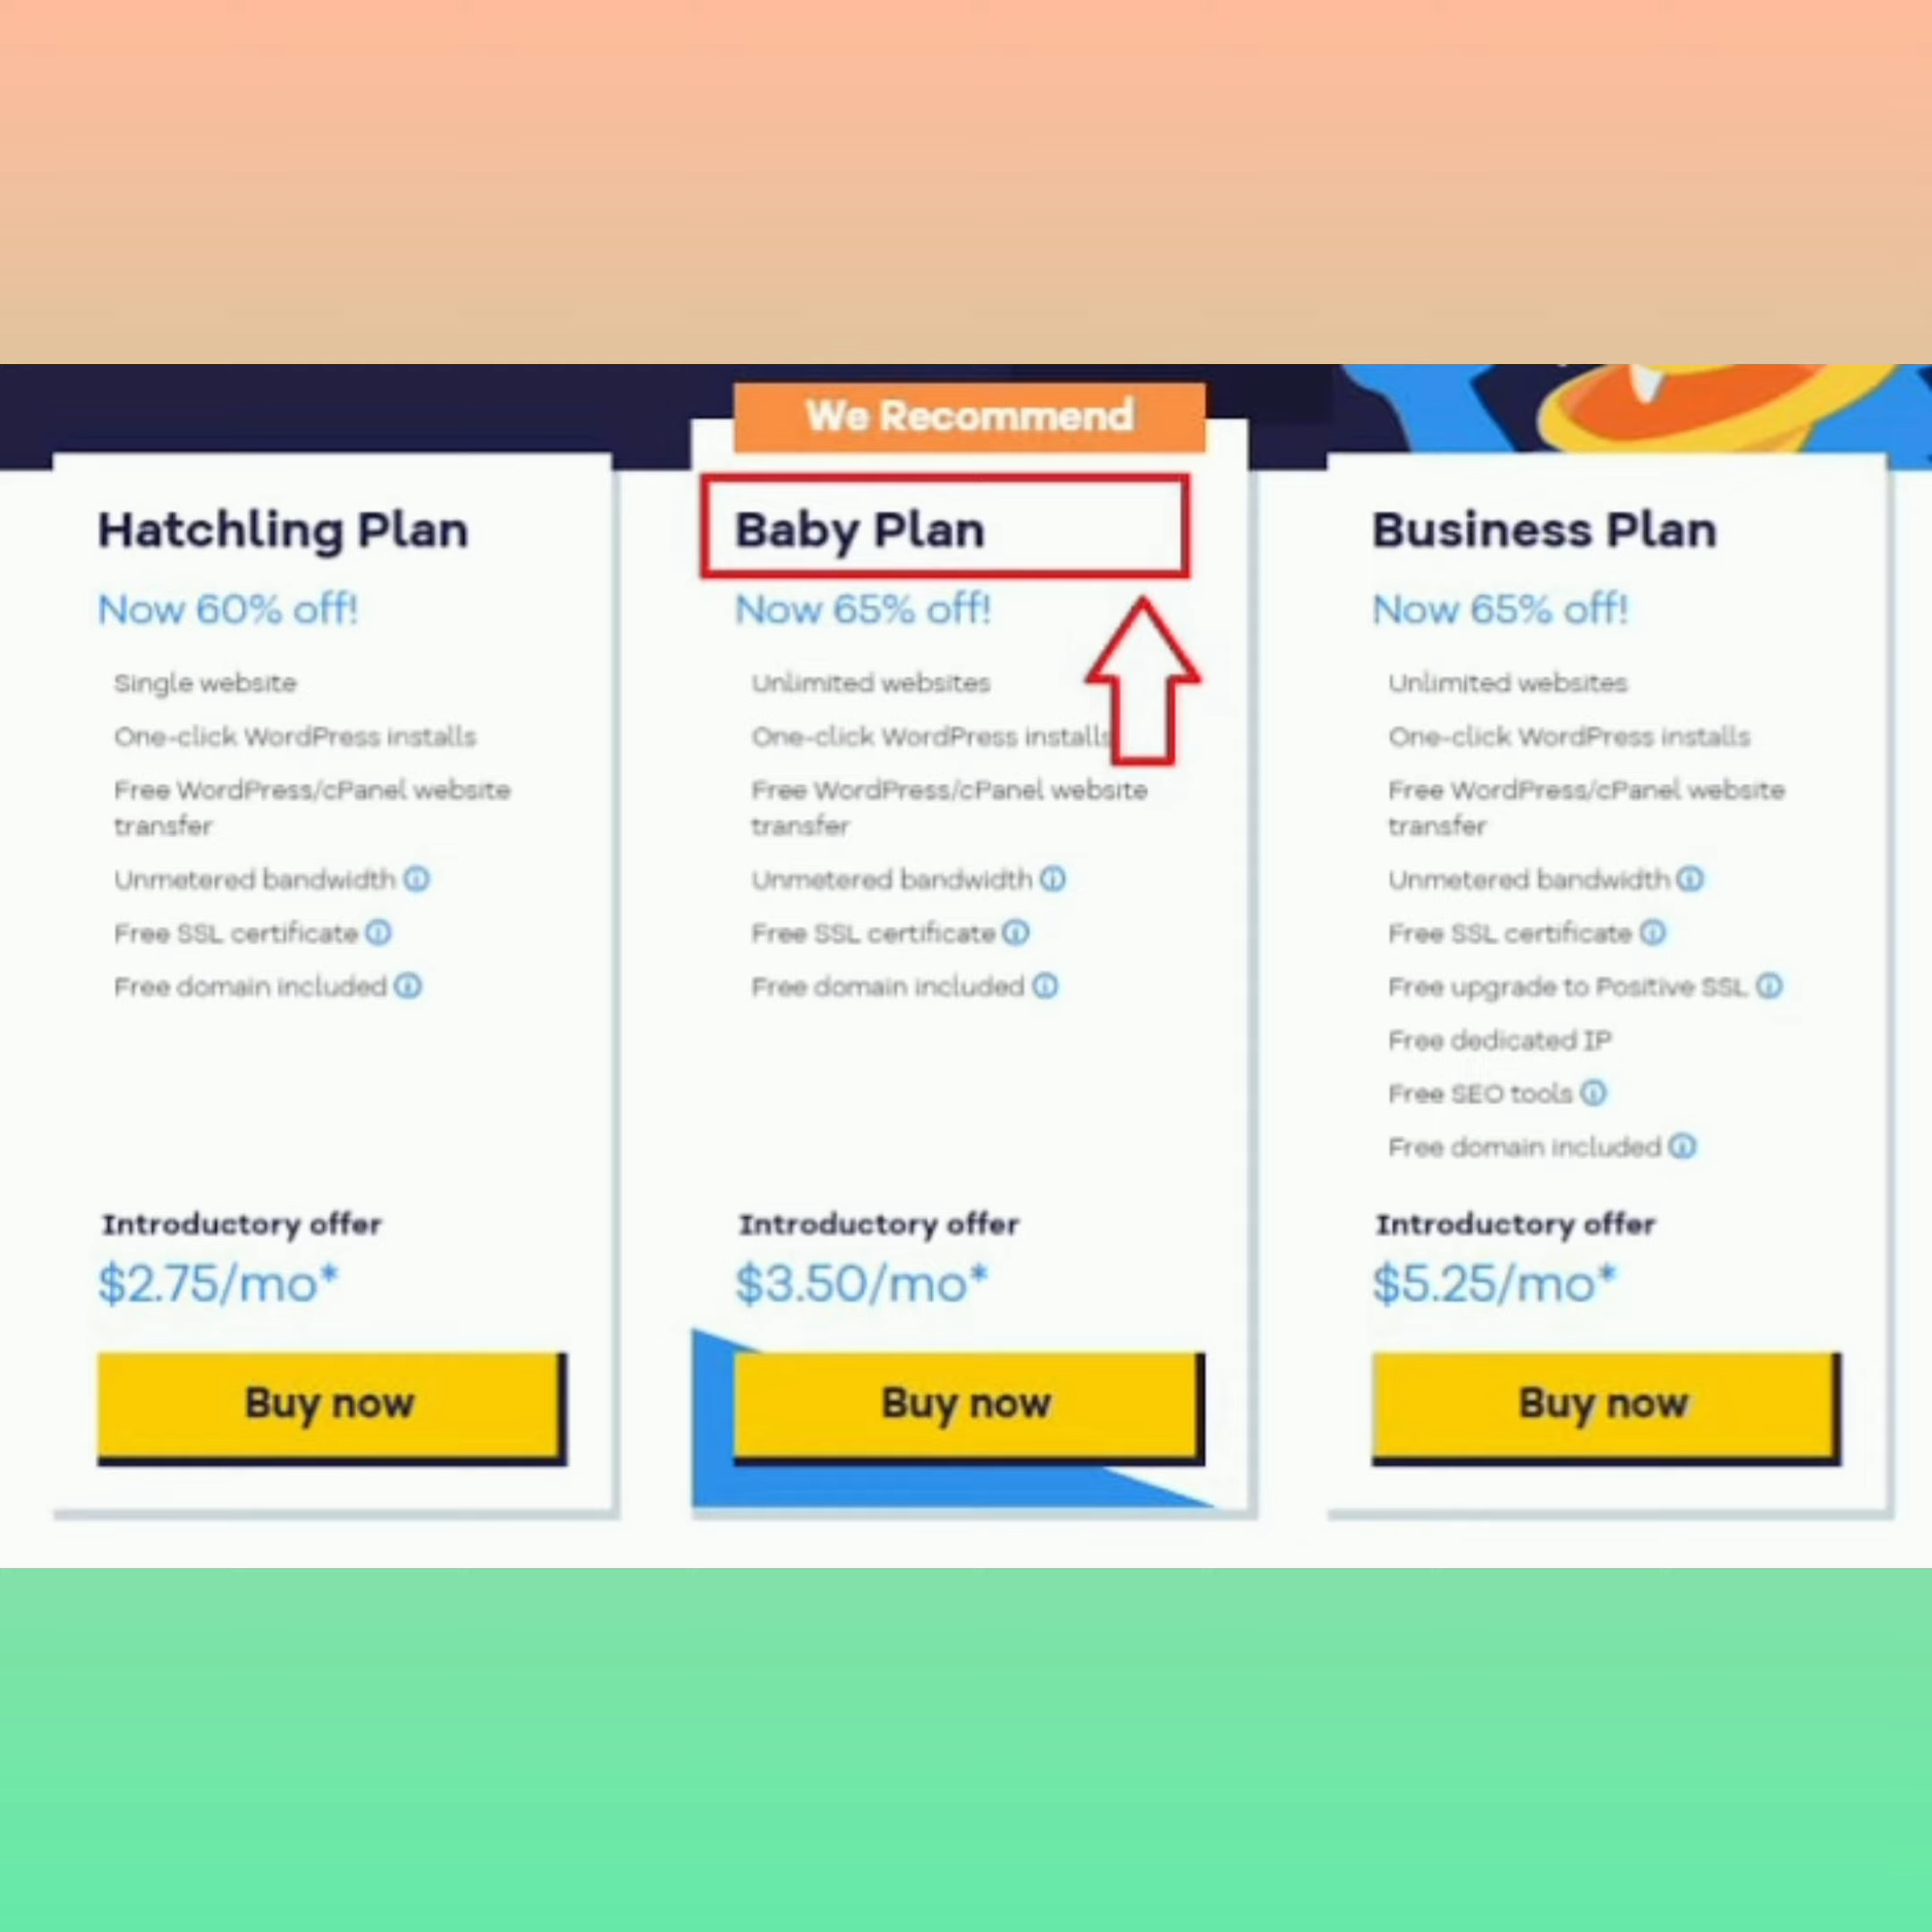 We Recommend
Hatchling Plan
Now 60% off!
Single website
One-click WordPress installs
Free WordPress/cPanel website
transfer
Unmetered bandwidth
Free SSL certificate
Free domain included
Introductory offer
$2.75/mo*
Buy now
Baby Plan
Now 65% off!
Unlimited websites
One-click WordPress installs
Free WordPress/cPanel website
transfer
Unmetered bandwidth
Free SSL certificate
Free domain included
Introductory offer
$3.50/mo*
Buy now
Business Plan
Now 65% off!
Unlimited websites
One-click WordPress installs
Free WordPress/cPanel website
transfer
Unmetered bandwidth
Free SSL certificate
Free upgrade to Positive SSL
Free dedicated IP
Free SEO tools
Free domain included
Introductory offer
$5.25/mo*
Buy now